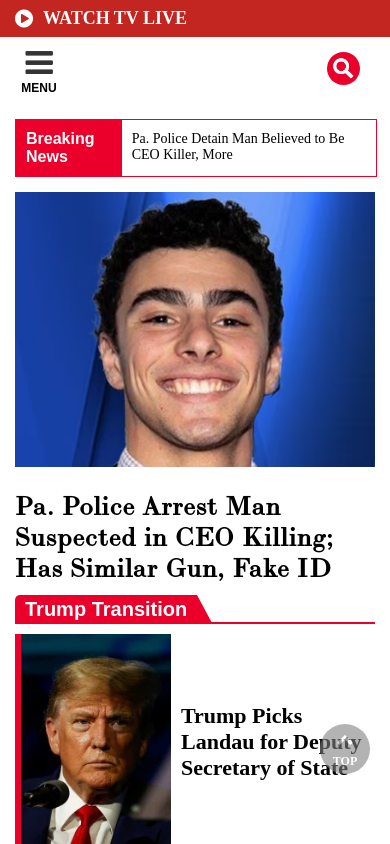 WATCH TV LIVE
MENU
Breaking
News
Pa. Police Detain Man Believed to Be
CEO Killer, More
Pa. Police Arrest Man
Suspected in CEO Killing;
Has Similar Gun, Fake ID
Trump Transition
Trump Picks
Landau for Deputy
Secretary of State
TOP